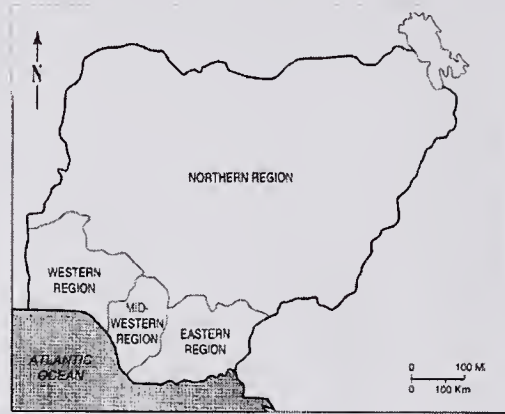 N
NORTHERN REGION
WESTERN
REGION
MID-
WESTERN
REGION
EASTERN
REGION
ATLANTIC
OCEAN
0 100 Mi
0 100 Km